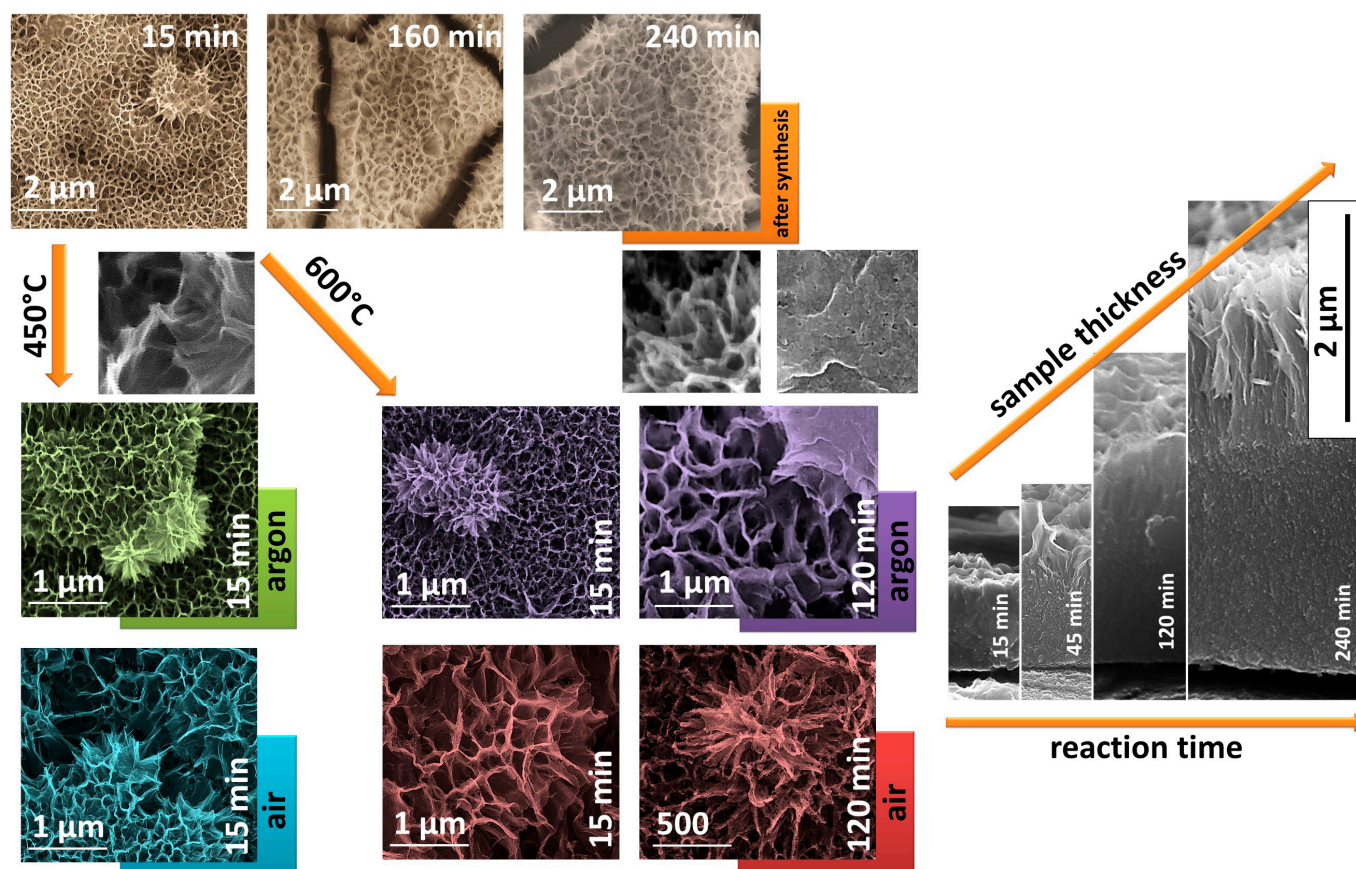 15 min
2 µm
160 min
2 µm
240 min
2 µm
after synthesis
450°C
600°C
1 µm
15 min
argon
1 µm
15 min
1 µm
120 min
argon
1 µm
15 min
air
1 µm
15 min
500
120 min
air
sample thickness
2 µm
15 min
45 min
120 min
240 min
reaction time